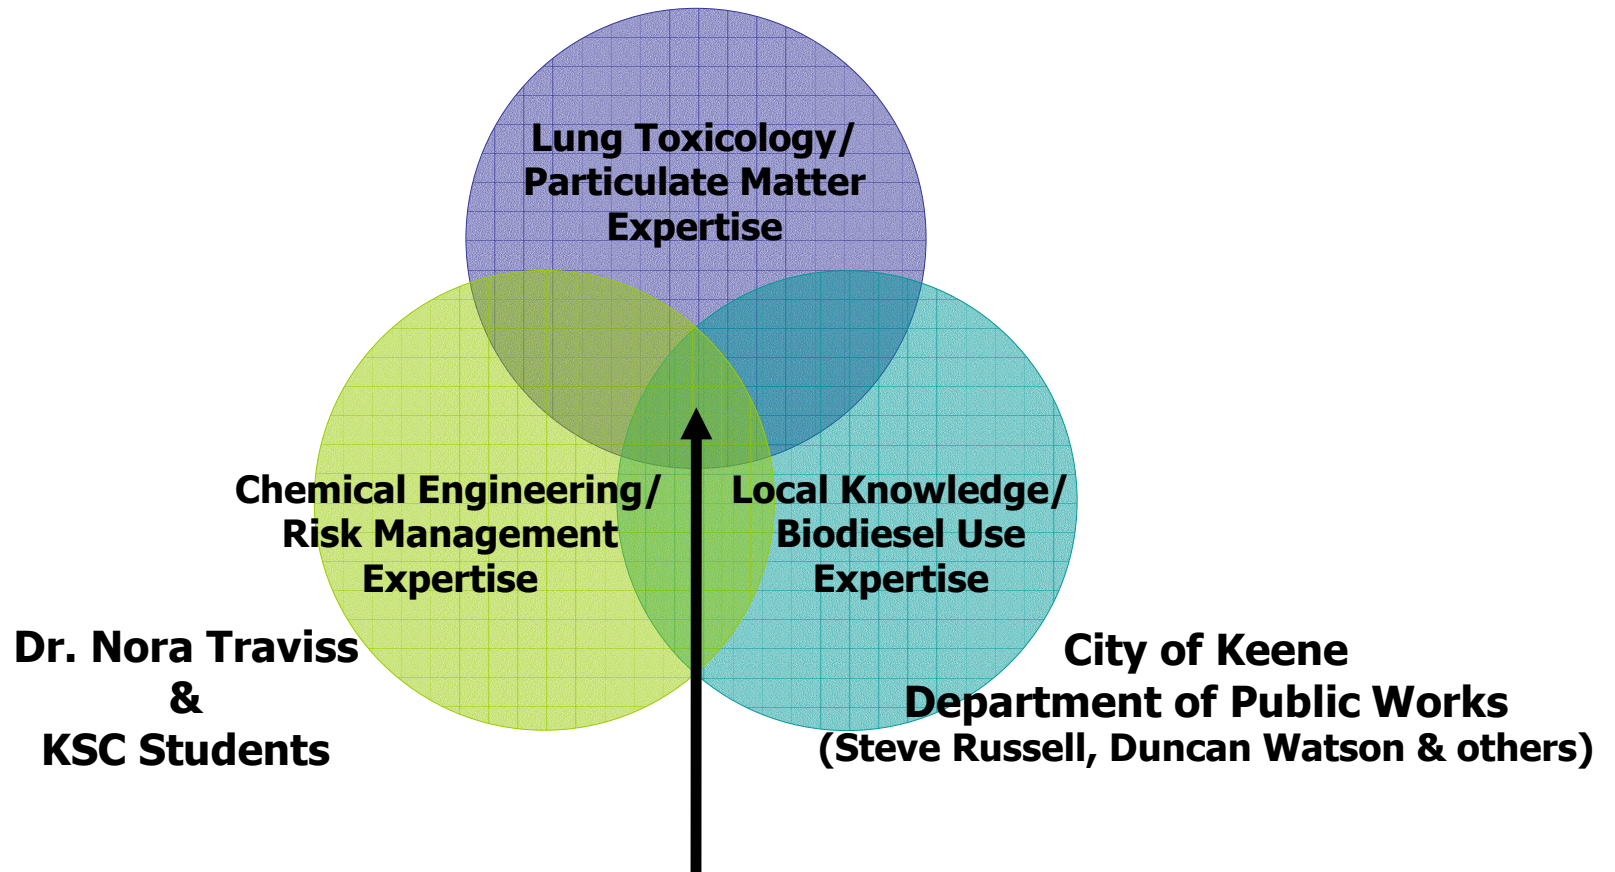 Lung Toxicology/
Particulate Matter
Expertise
Chemical Engineering/
Risk Management
Expertise
Local Knowledge/
Biodiesel Use
Expertise
Dr. Nora Traviss
&
KSC Students
City of Keene
Department of Public Works
(Steve Russell, Duncan Watson & others)